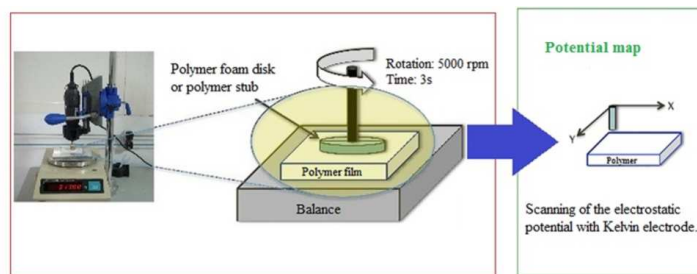 Polymer foam disk
or polymer stub
Rotation: 5000 rpm
Time: 3s
Polymer film
Balance
Potential map
X
Y
Polymer
Scanning of the electrostatic
potential with Kelvin electrode.